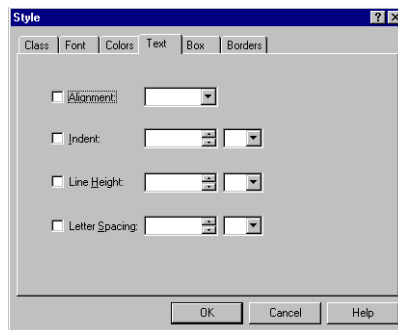 Style
Class Font Colors Text Box Borders
Alignment:
Indent:
Line Height:
Letter Spacing:
OK Cancel Help